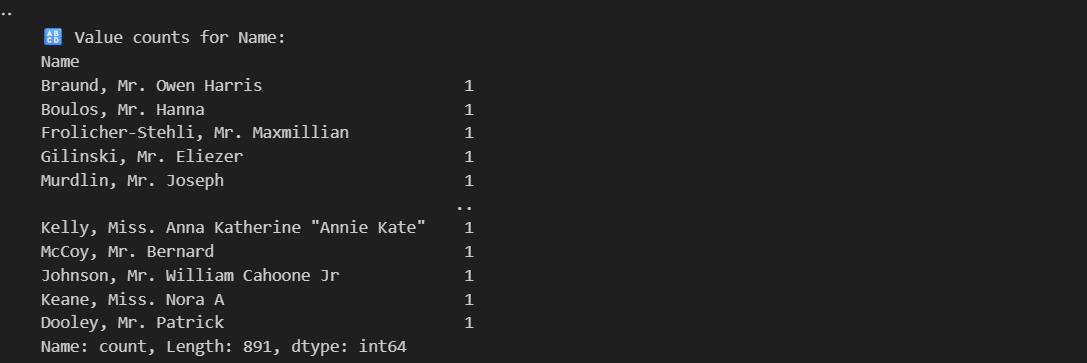 ..
🔠 Value counts for Name:
Name
Braund, Mr. Owen Harris 1
Boulos, Mr. Hanna 1
Frolicher-Stehli, Mr. Maxmillian 1
Gilinski, Mr. Eliezer 1
Murdlin, Mr. Joseph 1
..
Kelly, Miss. Anna Katherine "Annie Kate" 1
McCoy, Mr. Bernard 1
Johnson, Mr. William Cahoone Jr 1
Keane, Miss. Nora A 1
Dooley, Mr. Patrick 1
Name: count, Length: 891, dtype: int64